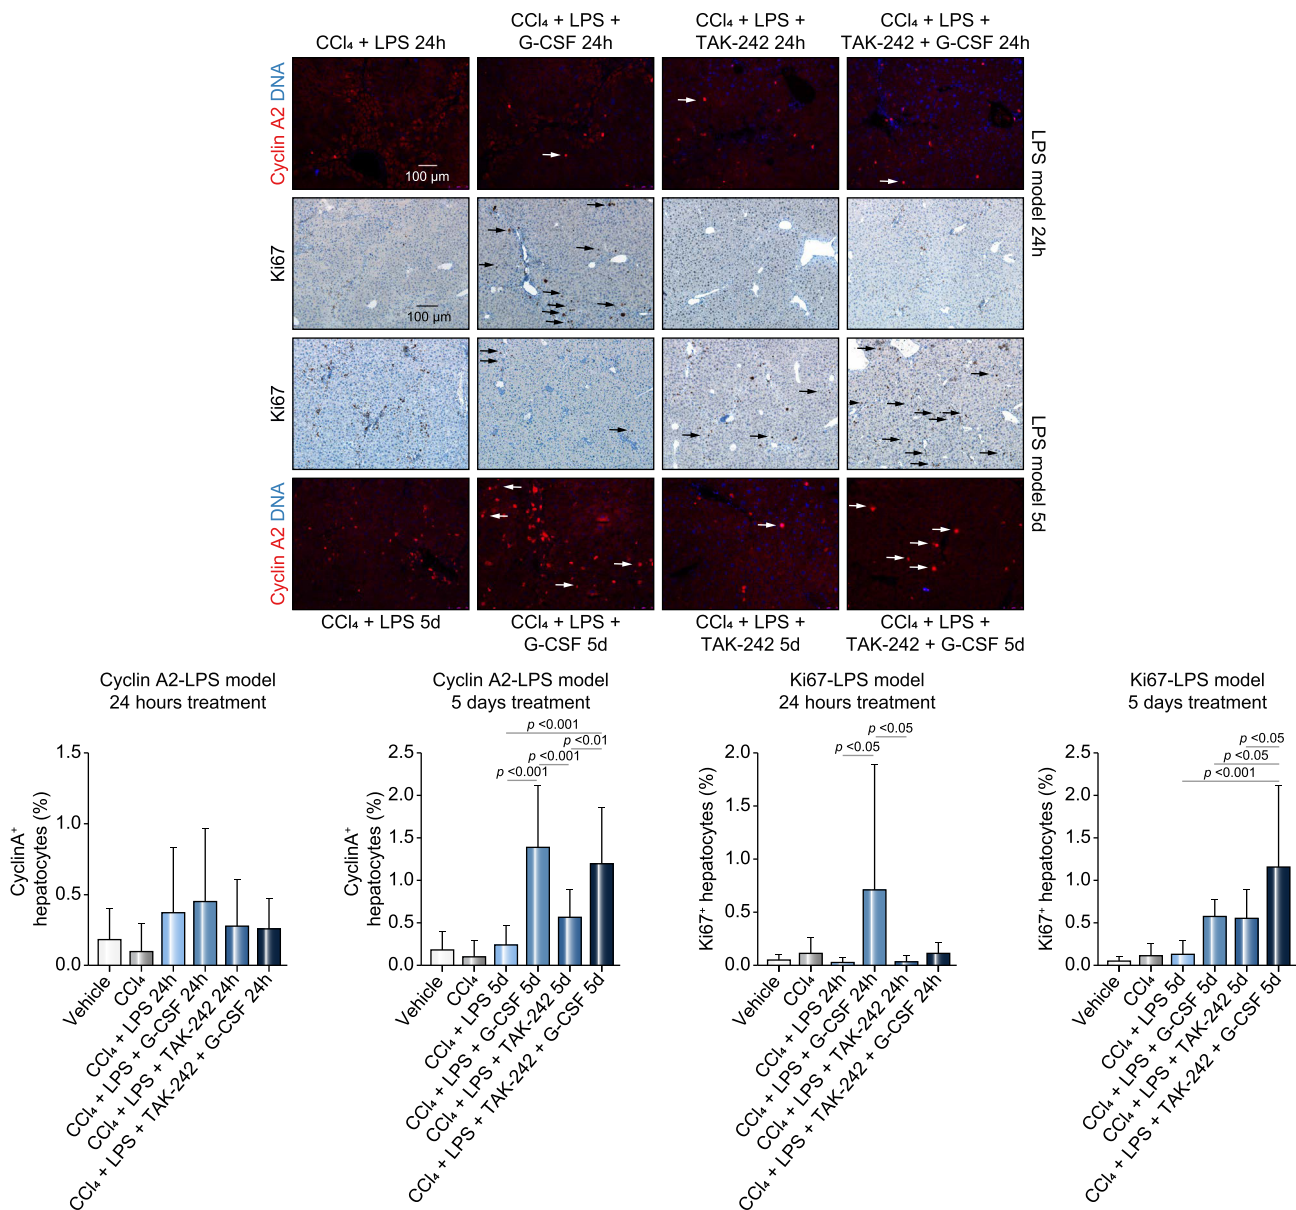 CCl₄ + LPS 24h
CCl₄ + LPS +
G-CSF 24h
CCl₄ + LPS +
TAK-242 24h
CCl₄ + LPS +
TAK-242 + G-CSF 24h
Cyclin A2 DNA
100 µm
LPS model 24h
Ki67
100 µm
Ki67
LPS model 5d
Cyclin A2 DNA
CCl₄ + LPS 5d
CCl₄ + LPS +
G-CSF 5d
CCl₄ + LPS +
TAK-242 5d
CCl₄ + LPS +
TAK-242 + G-CSF 5d
Cyclin A2-LPS model
24 hours treatment
CyclinA⁺
hepatocytes (%)
1.5
1.0
0.5
0.0
Vehicle
CCl₄
CCl₄ + LPS 24h
CCl₄ + LPS + G-CSF 24h
CCl₄ + LPS + TAK-242 24h
CCl₄ + LPS + TAK-242 + G-CSF 24h
Cyclin A2-LPS model
5 days treatment
CyclinA⁺
hepatocytes (%)
p <0.001
p <0.01
p <0.001
p <0.001
2.5
2.0
1.5
1.0
0.5
0.0
Vehicle
CCl₄
CCl₄ + LPS 5d
CCl₄ + LPS + G-CSF 5d
CCl₄ + LPS + TAK-242 5d
CCl₄ + LPS + TAK-242 + G-CSF 5d
Ki67-LPS model
24 hours treatment
Ki67⁺ hepatocytes (%)
p <0.05
p <0.05
2.0
1.5
1.0
0.5
0.0
Vehicle
CCl₄
CCl₄ + LPS 24h
CCl₄ + LPS + G-CSF 24h
CCl₄ + LPS + TAK-242 24h
CCl₄ + LPS + TAK-242 + G-CSF 24h
Ki67-LPS model
5 days treatment
Ki67⁺ hepatocytes (%)
p <0.05
p <0.05
p <0.001
2.5
2.0
1.5
1.0
0.5
0.0
Vehicle
CCl₄
CCl₄ + LPS 5d
CCl₄ + LPS + G-CSF 5d
CCl₄ + LPS + TAK-242 5d
CCl₄ + LPS + TAK-242 + G-CSF 5d